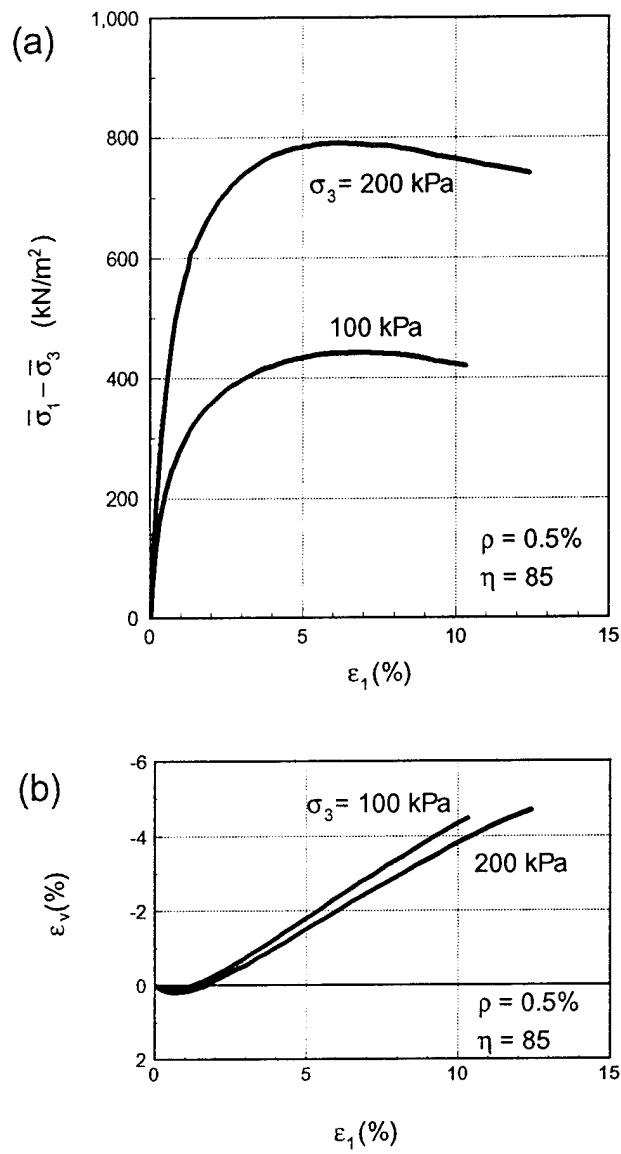 (a)
1,000
800
600
400
200
0
σ̅₁ − σ̅₃ (kN/m²)
σ₃ = 200 kPa
100 kPa
ρ = 0.5%
η = 85
0 5 10 15
ε₁(%)
(b)
-6
-4
-2
0
2
εᵥ(%)
σ₃ = 100 kPa
200 kPa
ρ = 0.5%
η = 85
0 5 10 15
ε₁(%)